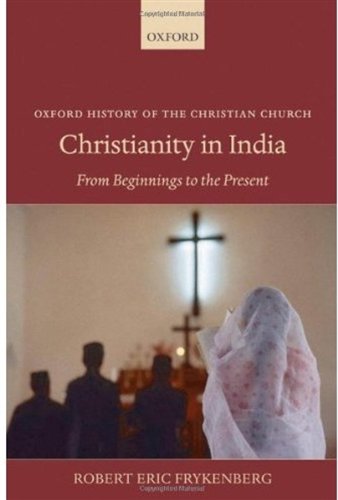 OXFORD
OXFORD HISTORY OF THE CHRISTIAN CHURCH
Christianity in India
From Beginnings to the Present
ROBERT ERIC FRYKENBERG